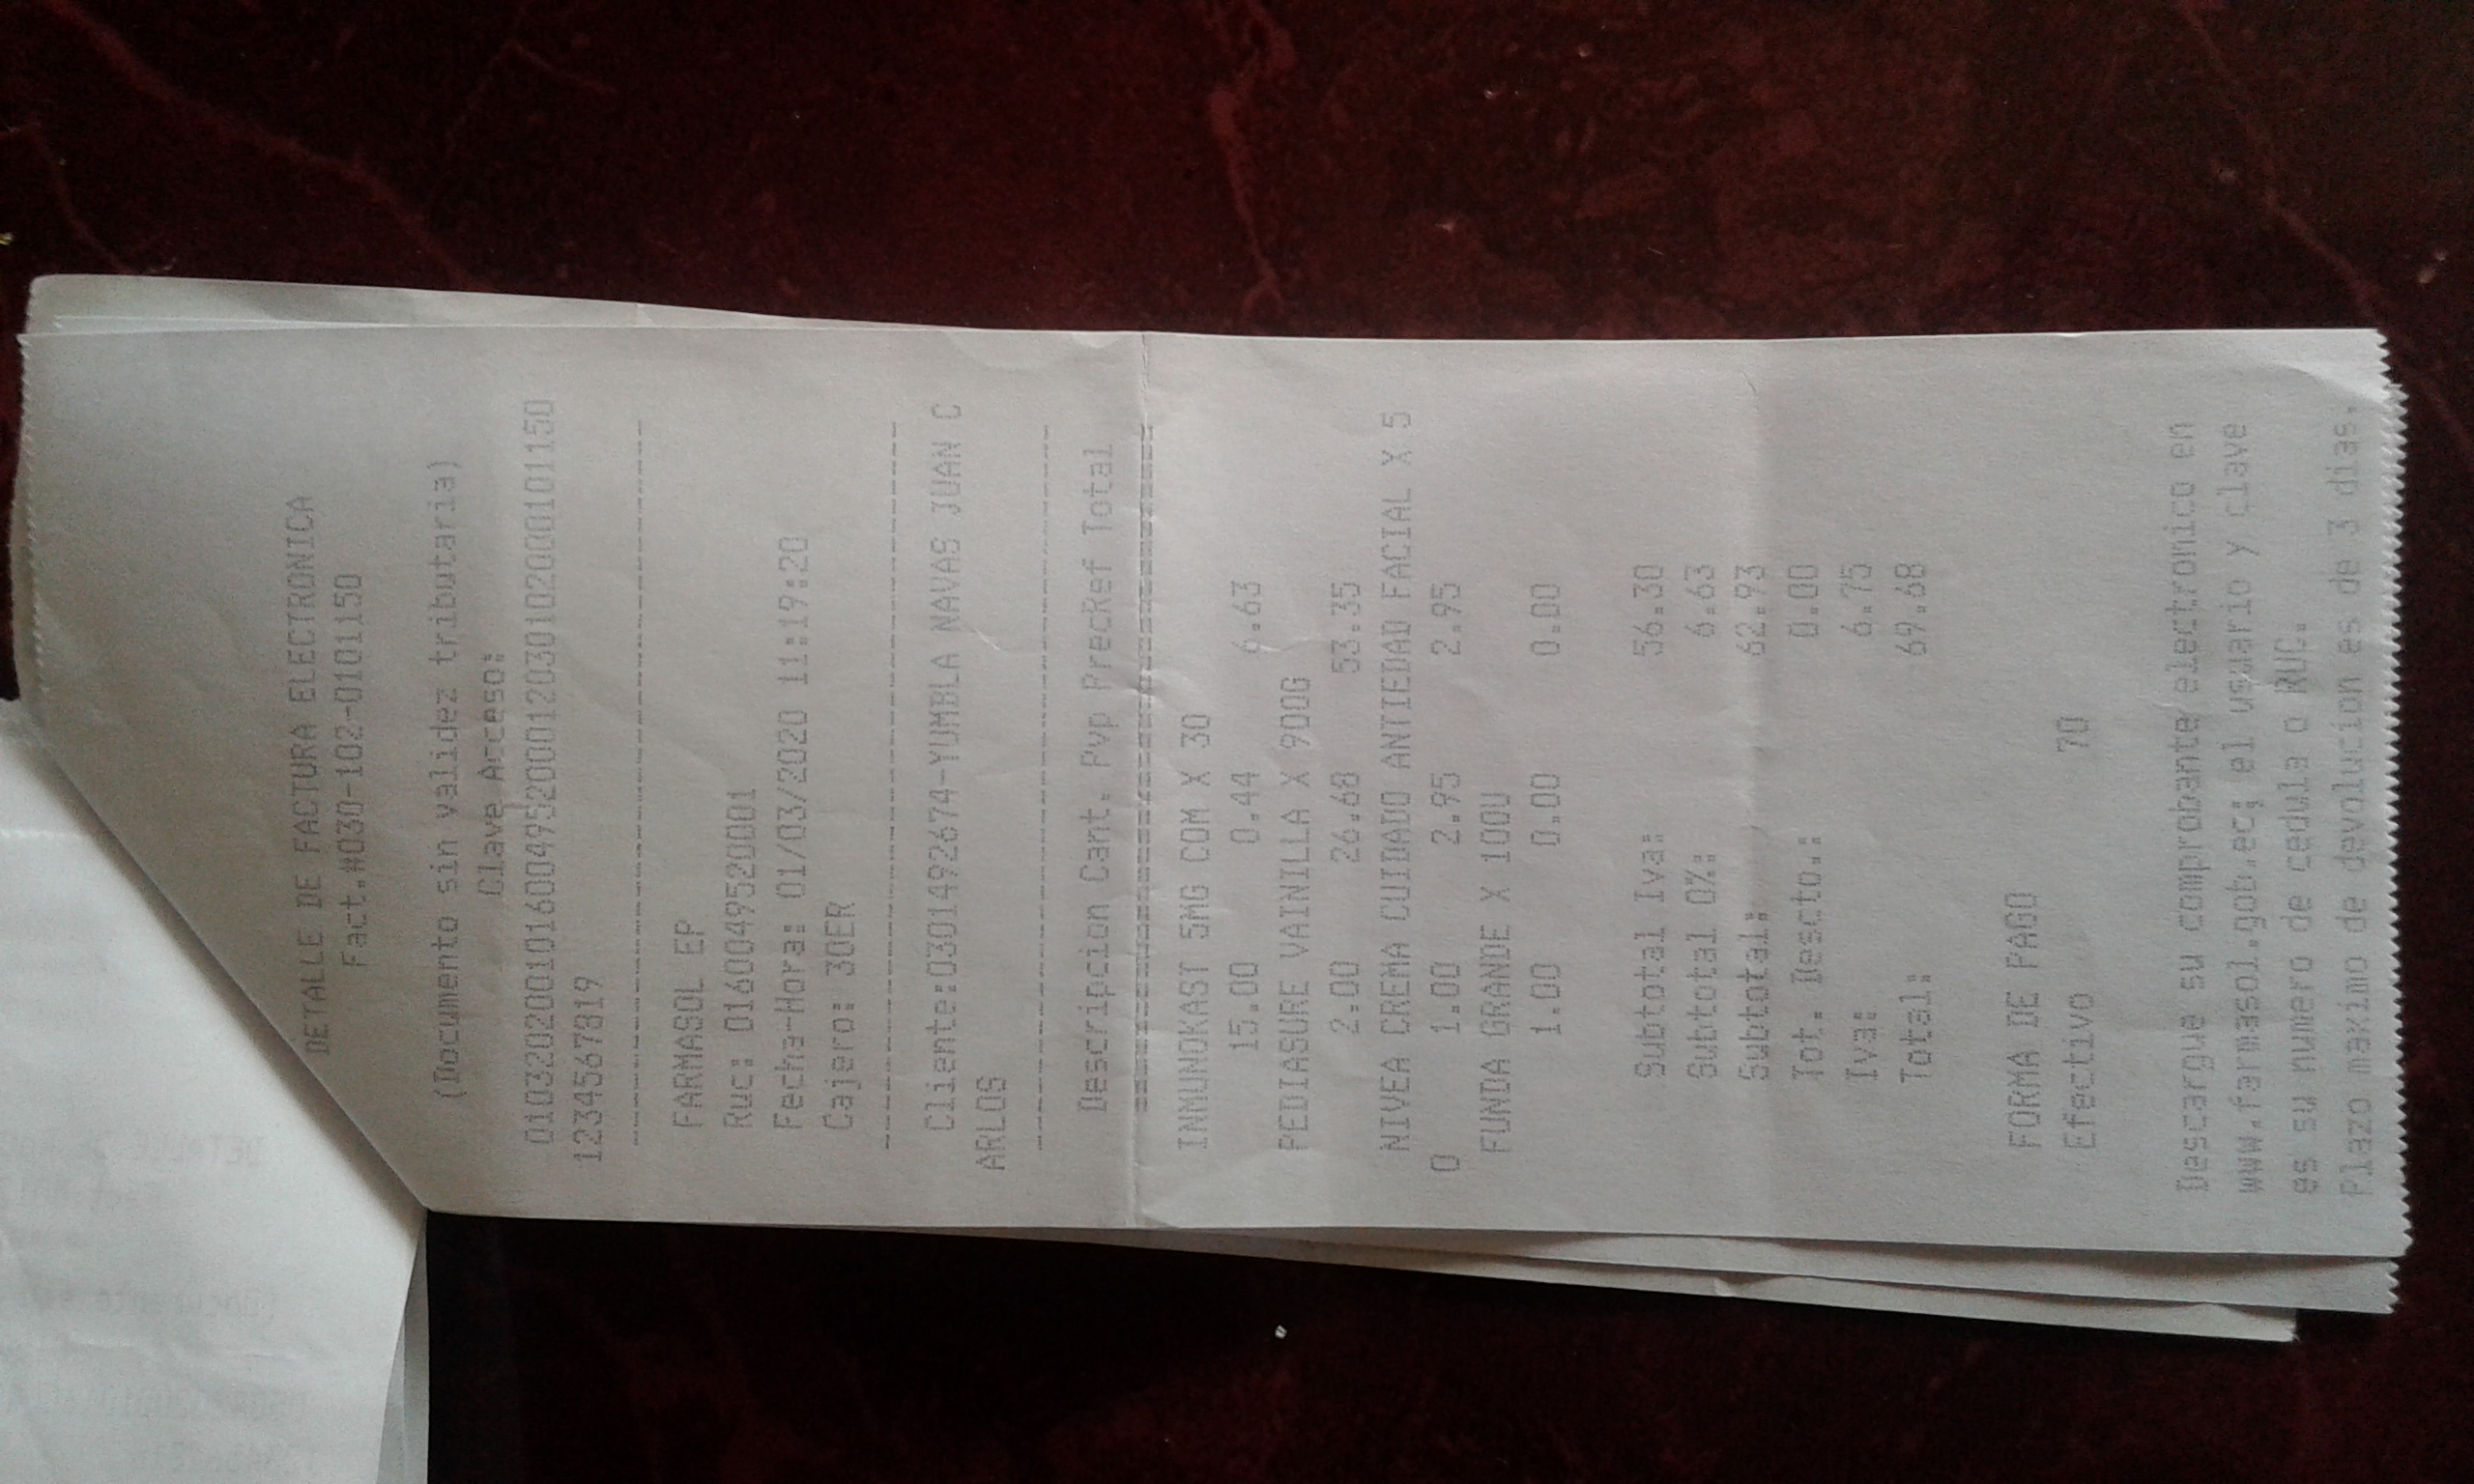 DETALLE DE FACTURA ELECTRONICA
Fact.#030-102-0101150
(Documento sin validez tributaria)
Clave Acceso:
010320200101600495200012030102000101150
1234567819
FARMASOL EP
Ruc: 0160049520001
Fecha-Hora: 01/03/2020 11:19:20
Cajero: 30ER
Cliente:0301492674-YUMBLA NAVAS JUAN C
ARLOS
Descripcion Cant. Pvp PrecRef Total
INMUNOKAST 5MG COM X 30
15.00 0.44 6.63
PEDIASURE VAINILLA X 900G
2.00 26.68 53.35
NIVEA CREMA CUIDADO ANTIEDAD FACIAL X 5
0 1.00 2.95 2.95
FUNDA GRANDE X 100U
1.00 0.00 0.00
Subtotal Iva: 56.30
Subtotal 0%: 6.63
Subtotal: 62.93
Tot. Descto.: 0.00
Iva: 6.75
Total: 69.68
FORMA DE PAGO
Efectivo 70
Descargue su comprobante electronico en
www.farmasol.gob.ec; el usuario y clave
es su numero de cedula o RUC.
Plazo maximo de devolucion es de 3 dias.